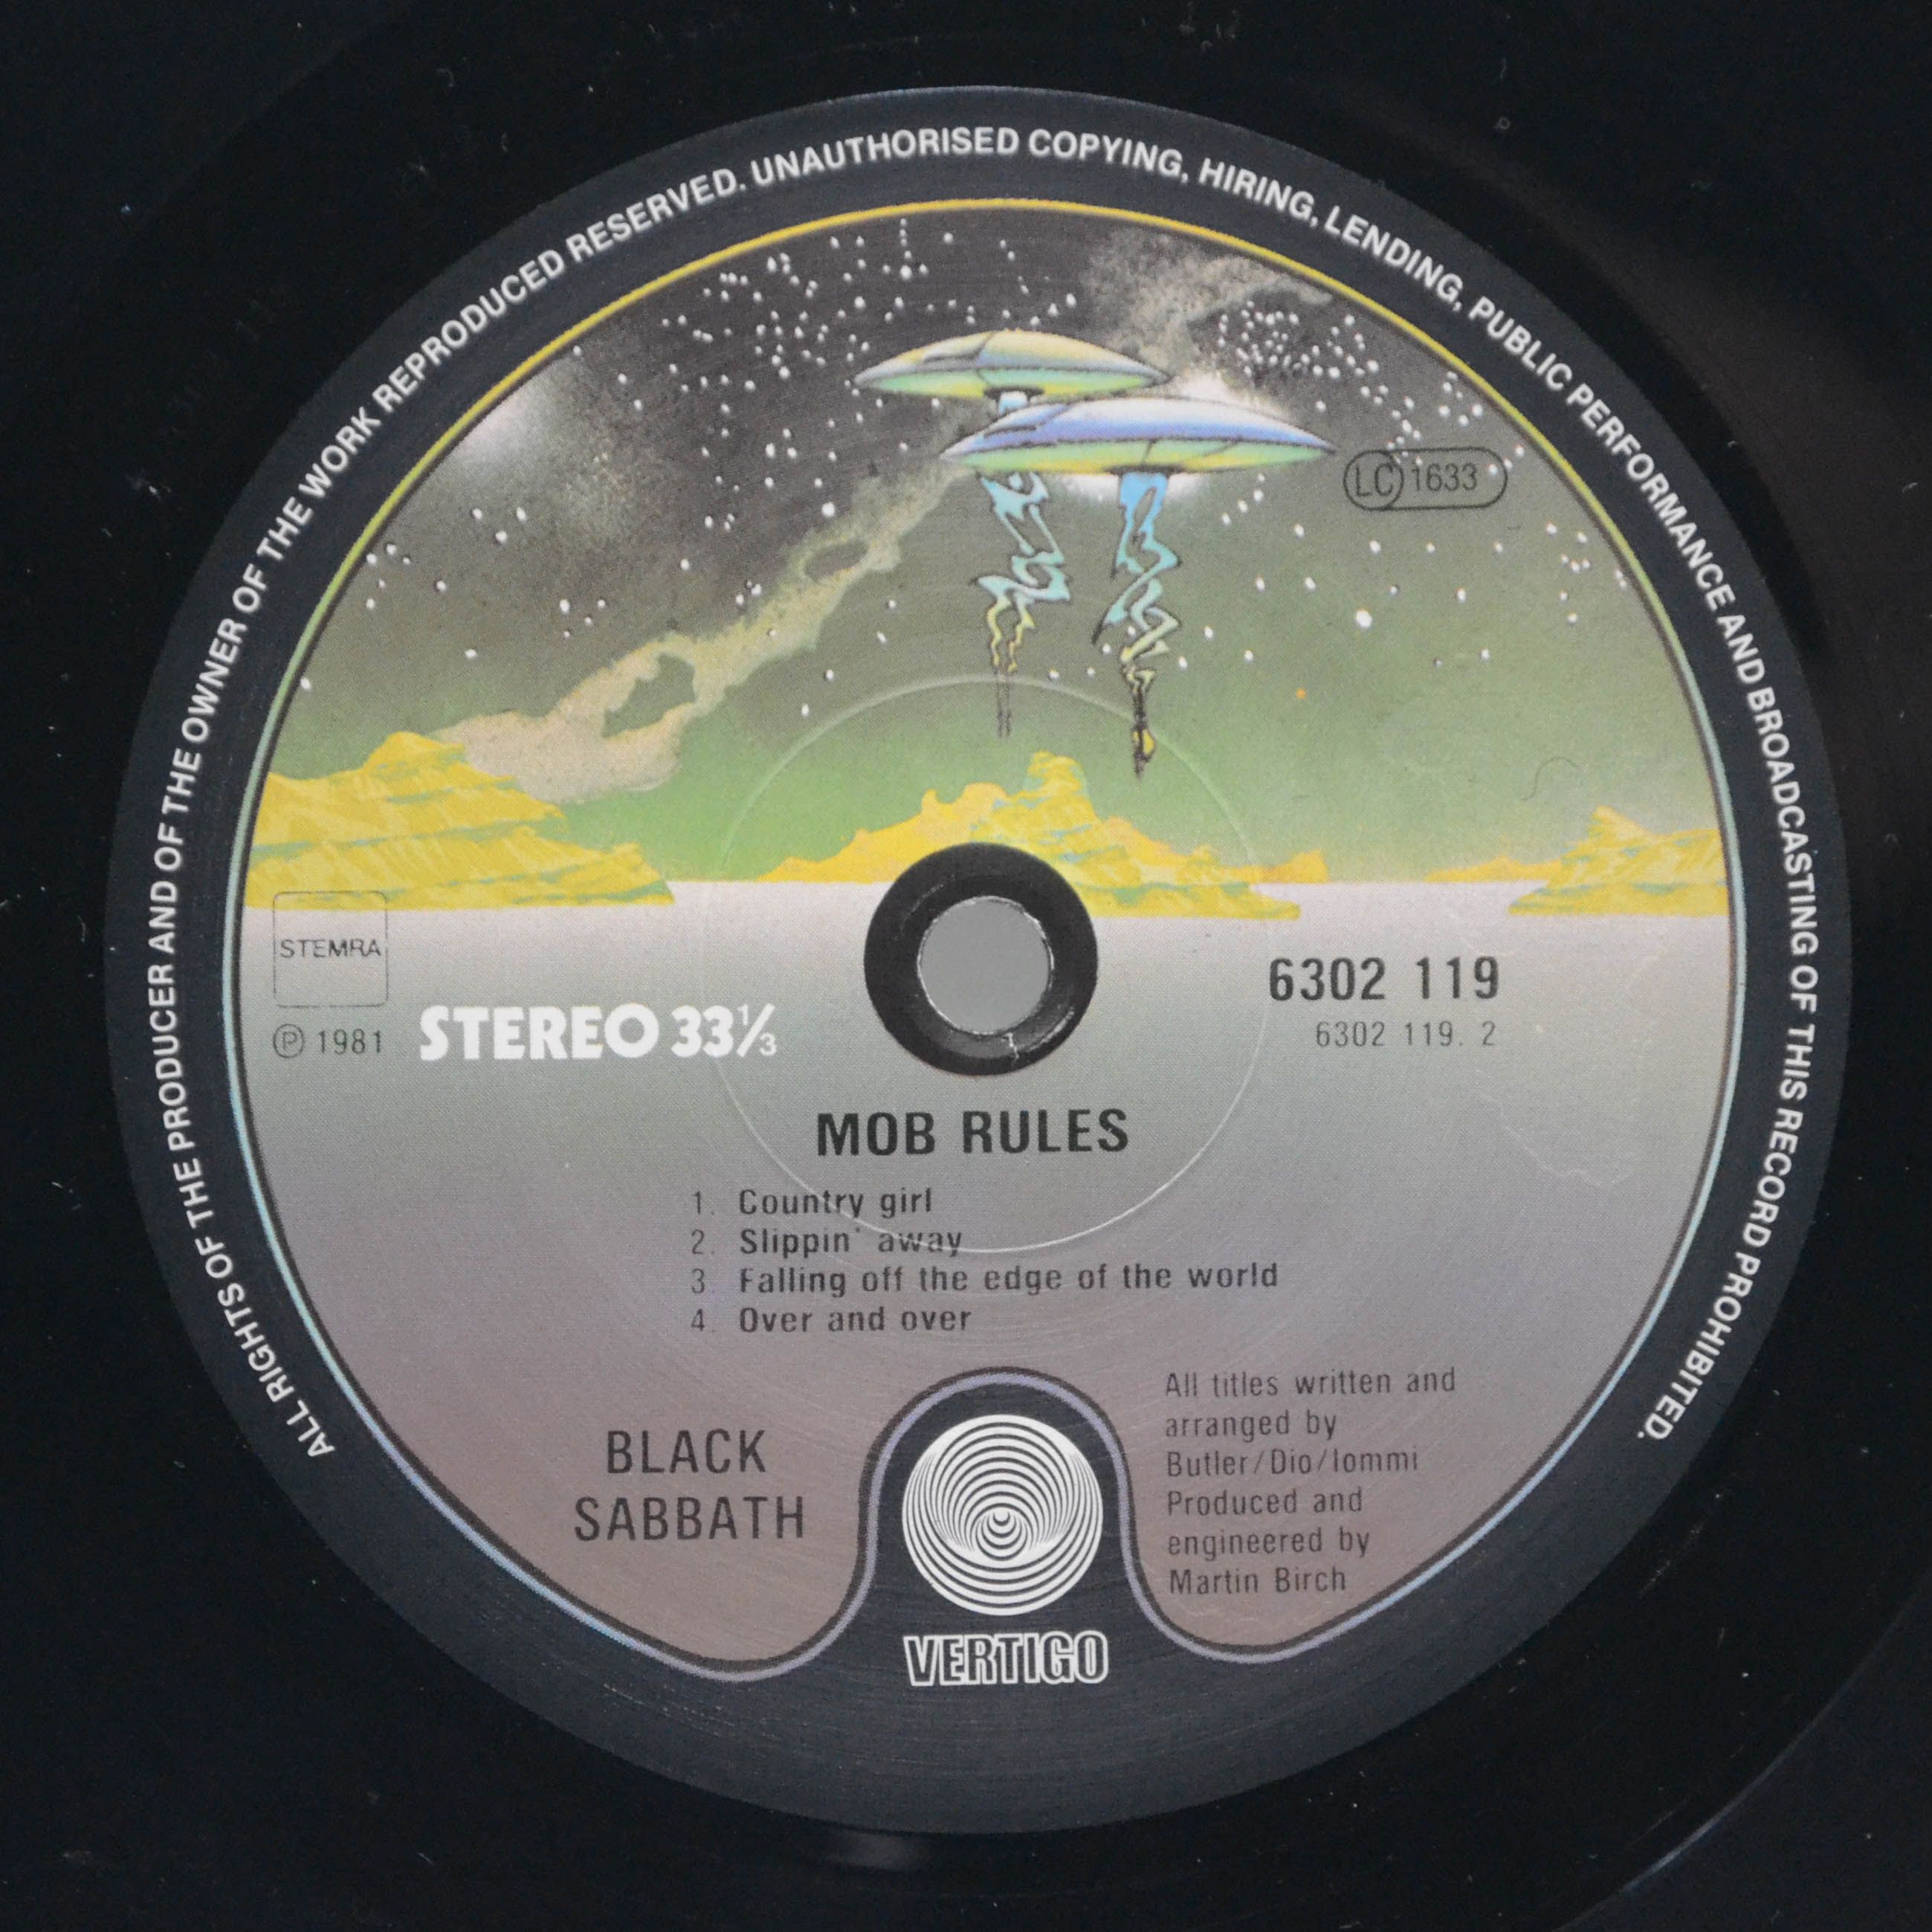 ALL RIGHTS OF THE PRODUCER AND OF THE OWNER OF THE WORK REPRODUCED RESERVED. UNAUTHORISED COPYING, HIRING, LENDING, PUBLIC PERFORMANCE AND BROADCASTING OF THIS RECORD PROHIBITED.
LC 1633
STEMRA
℗ 1981
STEREO 33⅓
6302 119
6302 119. 2
MOB RULES
1. Country girl
2. Slippin' away
3. Falling off the edge of the world
4. Over and over
BLACK
SABBATH
All titles written and
arranged by
Butler/Dio/Iommi
Produced and
engineered by
Martin Birch
VERTIGO